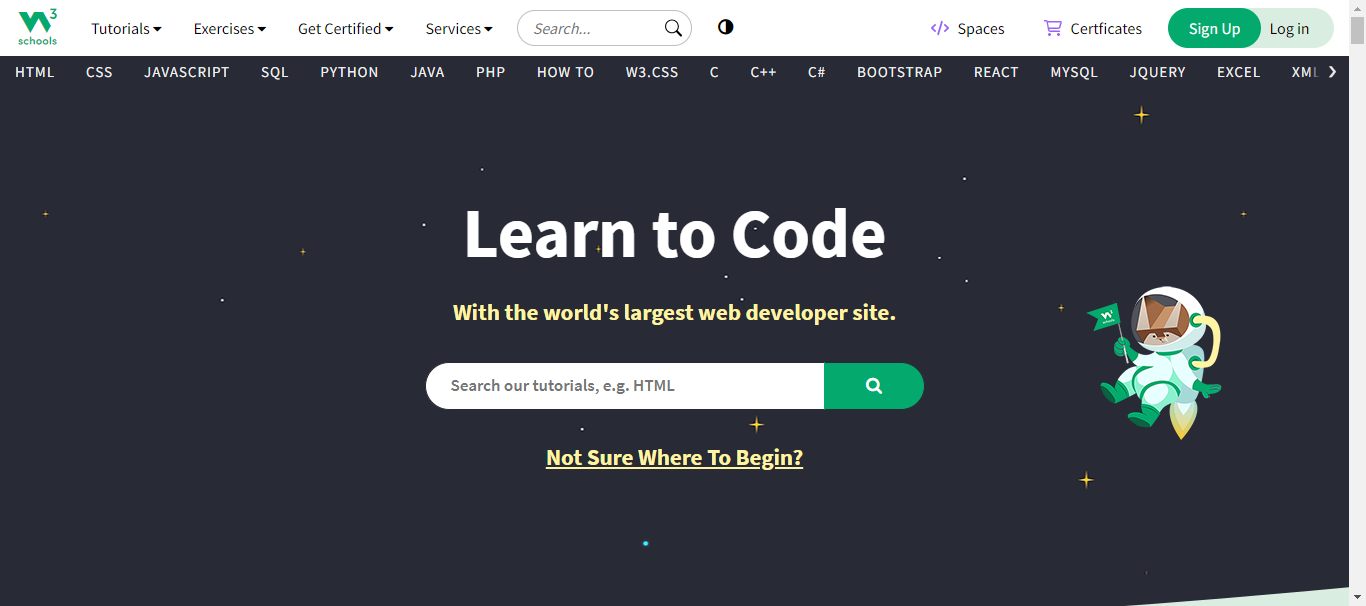 W3 schools
Tutorials Exercises Get Certified Services Search... Spaces Certficates Sign Up Log in
HTML CSS JAVASCRIPT SQL PYTHON JAVA PHP HOW TO W3.CSS C C++ C# BOOTSTRAP REACT MYSQL JQUERY EXCEL XML
Learn to Code
With the world's largest web developer site.
Search our tutorials, e.g. HTML
Not Sure Where To Begin?